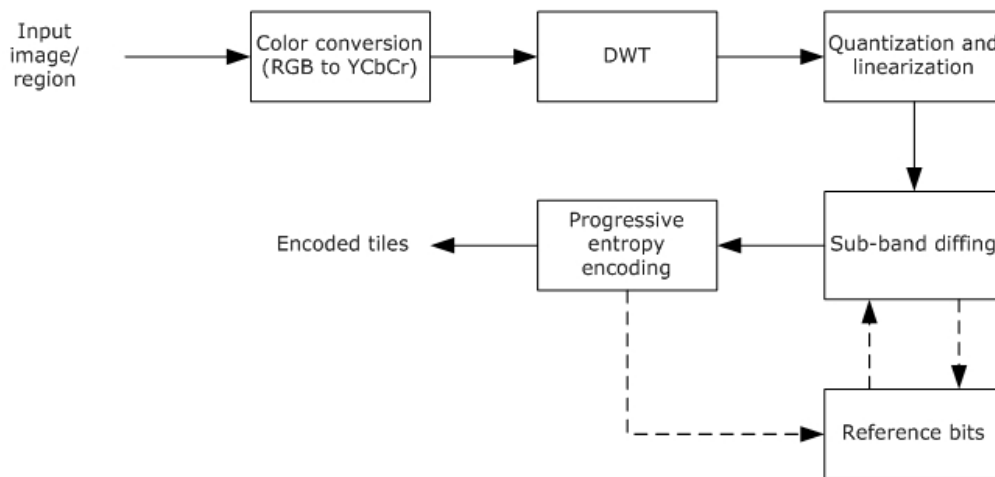 Input
image/
region
Color conversion
(RGB to YCbCr)
DWT
Quantization and
linearization
Encoded tiles
Progressive
entropy
encoding
Sub-band diffing
Reference bits